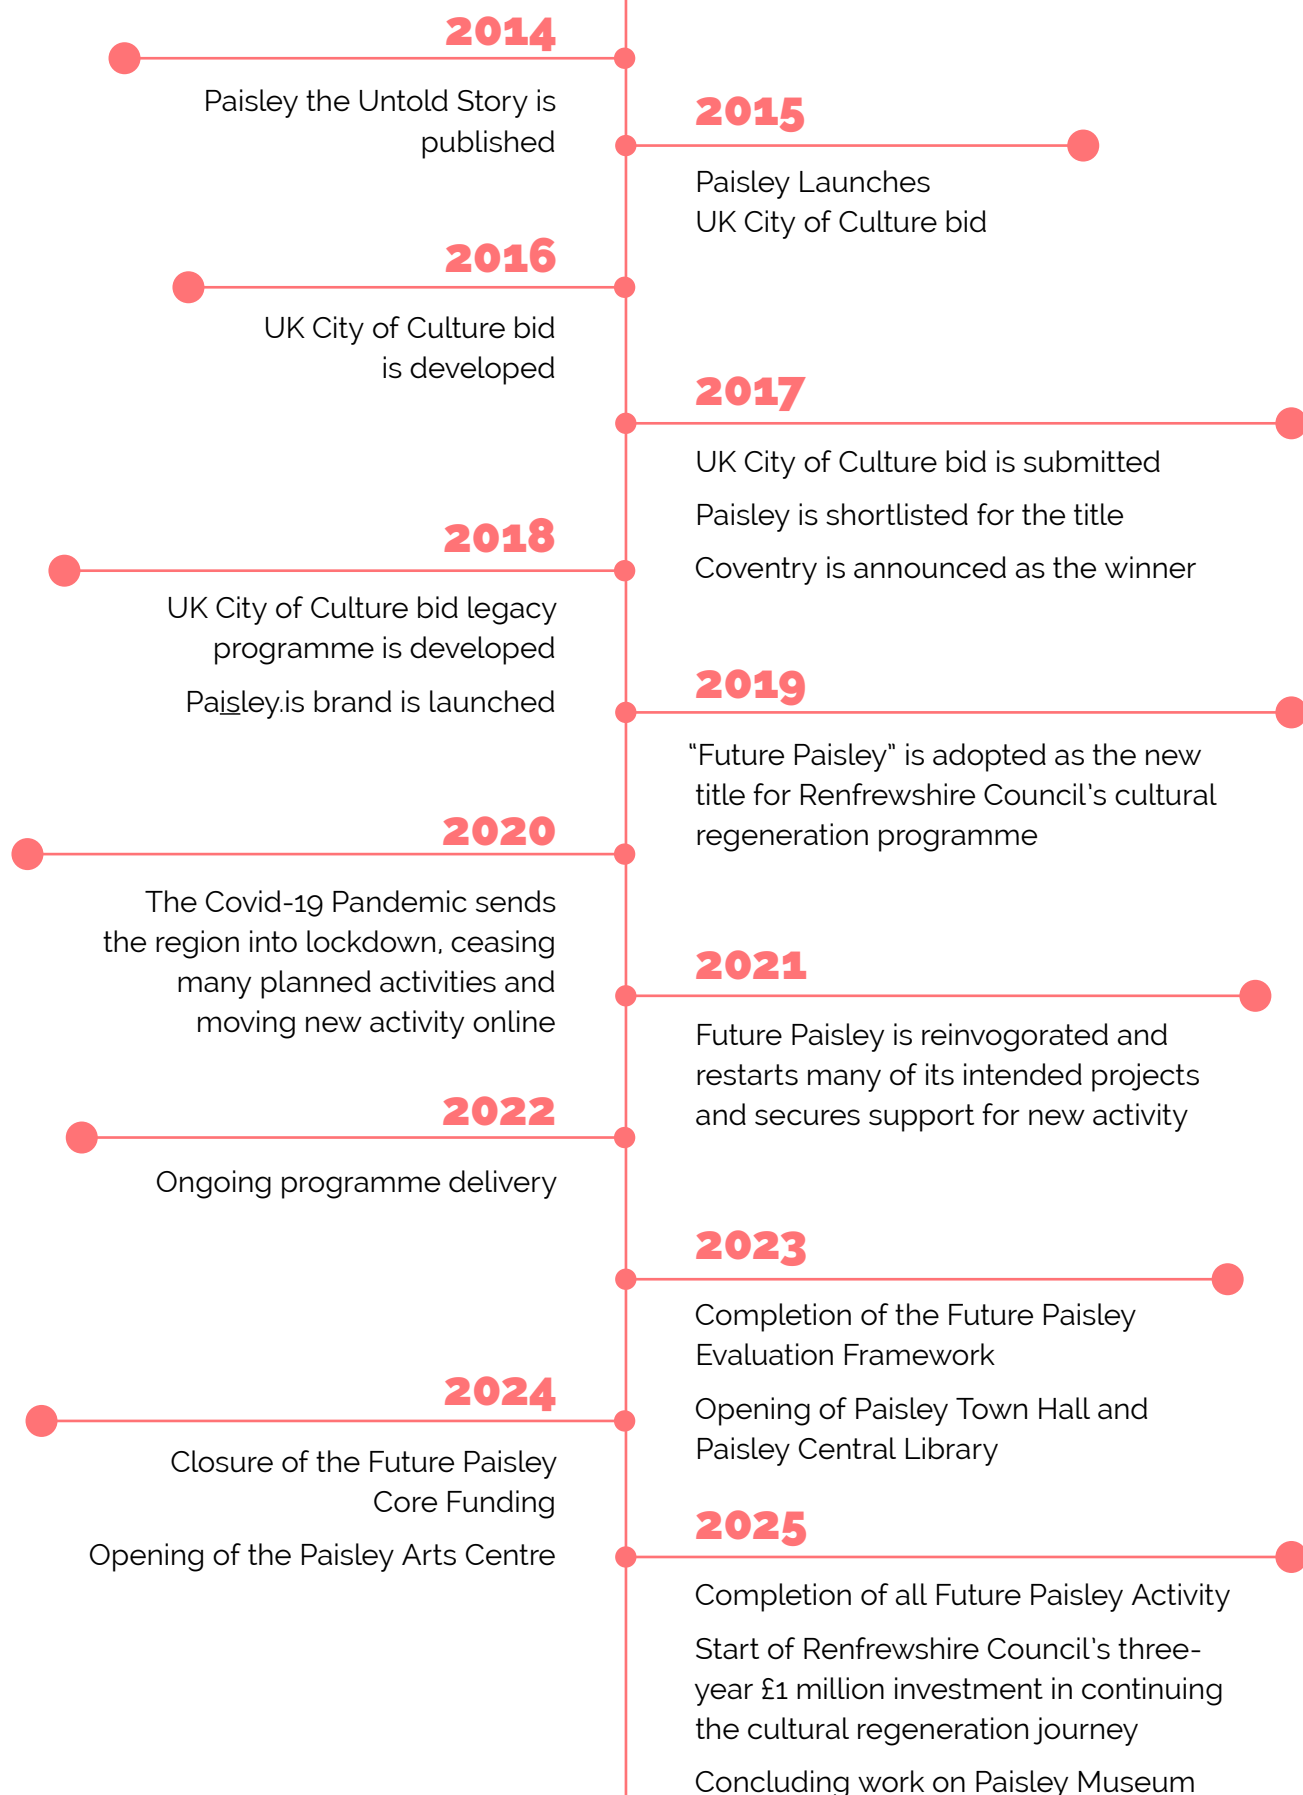 2014
Paisley the Untold Story is
published
2015
Paisley Launches
UK City of Culture bid
2016
UK City of Culture bid
is developed
2017
UK City of Culture bid is submitted
Paisley is shortlisted for the title
Coventry is announced as the winner
2018
UK City of Culture bid legacy
programme is developed
Paisley.is brand is launched
2019
“Future Paisley” is adopted as the new
title for Renfrewshire Council’s cultural
regeneration programme
2020
The Covid-19 Pandemic sends
the region into lockdown, ceasing
many planned activities and
moving new activity online
2021
Future Paisley is reinvogorated and
restarts many of its intended projects
and secures support for new activity
2022
Ongoing programme delivery
2023
Completion of the Future Paisley
Evaluation Framework
Opening of Paisley Town Hall and
Paisley Central Library
2024
Closure of the Future Paisley
Core Funding
Opening of the Paisley Arts Centre
2025
Completion of all Future Paisley Activity
Start of Renfrewshire Council’s three-
year £1 million investment in continuing
the cultural regeneration journey
Concluding work on Paisley Museum